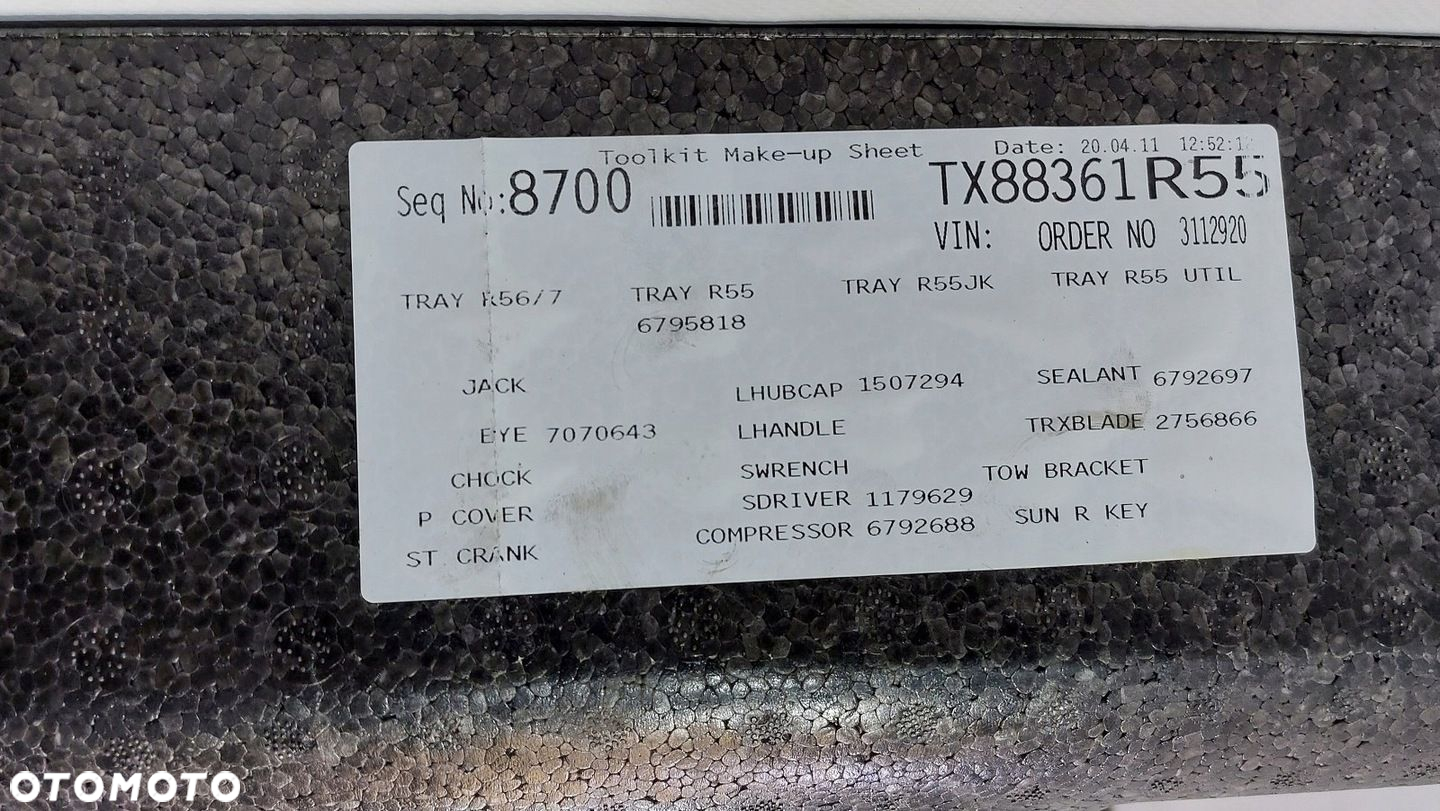 Toolkit Make-up Sheet Date: 20.04.11 12:52:1
Seq No: 8700 TX88361 R55
VIN: ORDER NO 3112920
TRAY R56/7 TRAY R55 TRAY R55JK TRAY R55 UTIL
6795818
JACK LHUBCAP 1507294 SEALANT 6792697
EYE 7070643 LHANDLE TRXBLADE 2756866
CHOCK SWRENCH TOW BRACKET
P COVER SDRIVER 1179629 SUN R KEY
ST CRANK COMPRESSOR 6792688
OTOMOTO